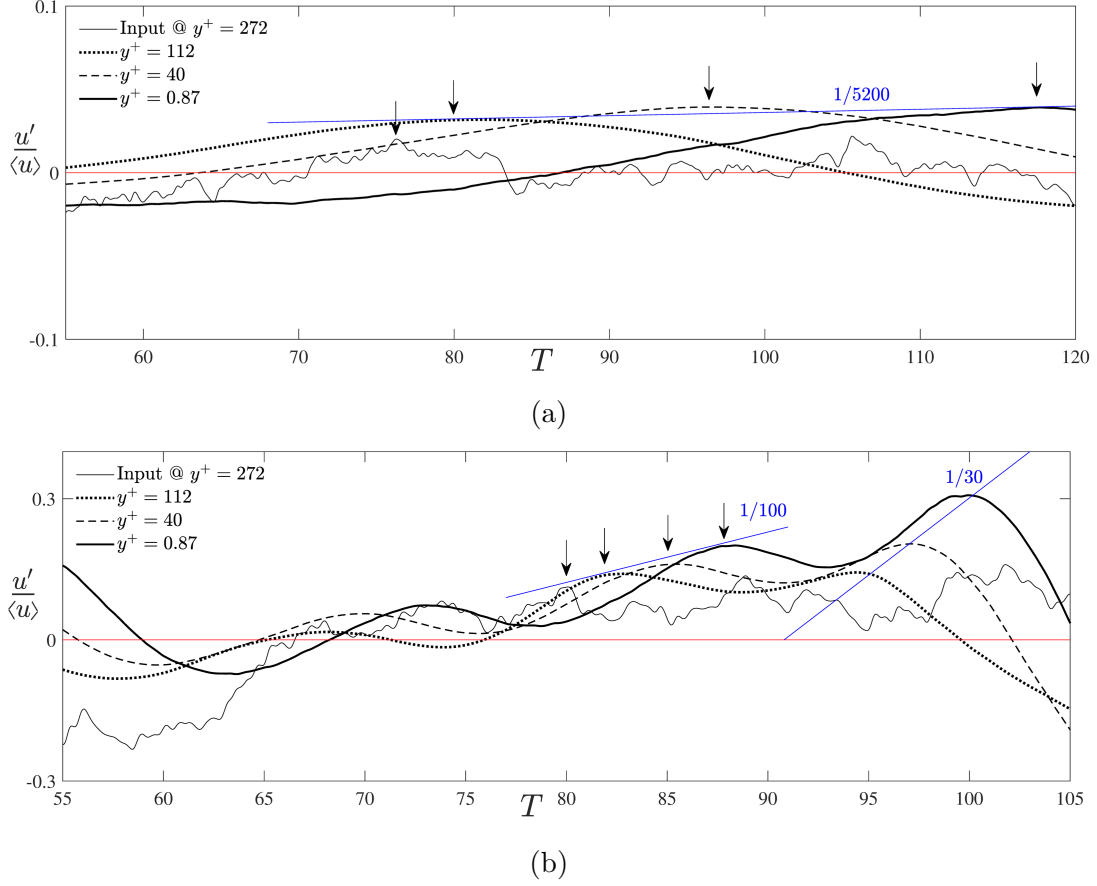 0.1
Input @ y⁺ = 272
y⁺ = 112
y⁺ = 40
y⁺ = 0.87
1/5200
u′
⟨u⟩
0
-0.1
60 70 80 90 100 110 120
T
(a)
Input @ y⁺ = 272
y⁺ = 112
y⁺ = 40
y⁺ = 0.87
1/30
0.3
1/100
u′
⟨u⟩
0
-0.3
55 60 65 70 75 80 85 90 95 100 105
T
(b)